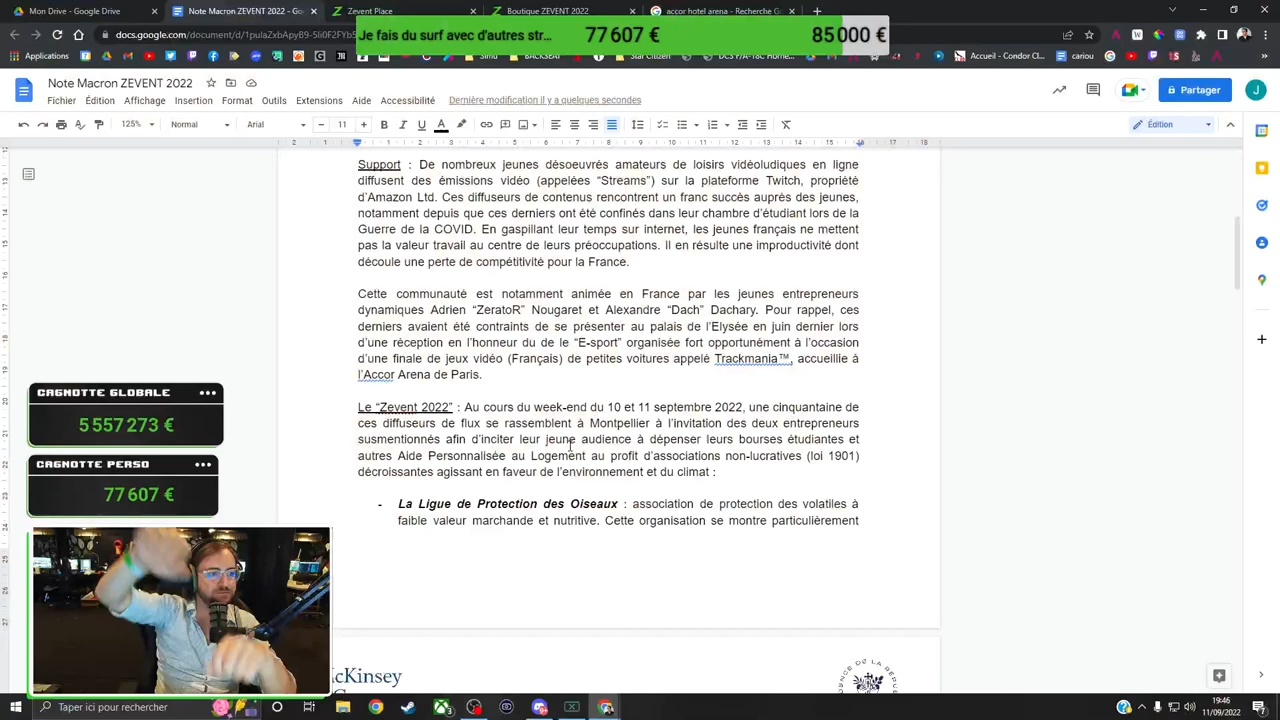 Mon Drive - Google Drive
Note Macron ZEVENT 2022 - Goo
Zevent Place
Boutique ZEVENT 2022
accor hotel arena - Recherche Go
docs.google.com/document/d/1pulaZxbApyB9-5li0F2FYb5
Je fais du surf avec d'autres str...
77 607 €
85 000 €
Applications
BACKSEAT
Star Citizen
Accueil - Condor Cl...
cariou
Autres favoris
Note Macron ZEVENT 2022
Fichier Édition Affichage Insertion Format Outils Extensions Aide Accessibilité Dernière modification il y a quelques secondes
Partager
J
125% Normal Arial 11
Édition
Support : De nombreux jeunes désoeuvrés amateurs de loisirs vidéoludiques en ligne
diffusent des émissions vidéo (appelées “Streams”) sur la plateforme Twitch, propriété
d’Amazon Ltd. Ces diffuseurs de contenus rencontrent un franc succès auprès des jeunes,
notamment depuis que ces derniers ont été confinés dans leur chambre d’étudiant lors de la
Guerre de la COVID. En gaspillant leur temps sur internet, les jeunes français ne mettent
pas la valeur travail au centre de leurs préoccupations. Il en résulte une improductivité dont
découle une perte de compétitivité pour la France.
Cette communauté est notamment animée en France par les jeunes entrepreneurs
dynamiques Adrien “ZeratoR” Nougaret et Alexandre “Dach” Dachary. Pour rappel, ces
derniers avaient été contraints de se présenter au palais de l’Elysée en juin dernier lors
d’une réception en l’honneur du de le “E-sport” organisée fort opportunément à l’occasion
d’une finale de jeux vidéo (Français) de petites voitures appelé Trackmania™, accueillie à
l’Accor Arena de Paris.
Le “Zevent 2022” : Au cours du week-end du 10 et 11 septembre 2022, une cinquantaine de
ces diffuseurs de flux se rassemblent à Montpellier à l’invitation des deux entrepreneurs
susmentionnés afin d’inciter leur jeune audience à dépenser leurs bourses étudiantes et
autres Aide Personnalisée au Logement au profit d’associations non-lucratives (loi 1901)
décroissantes agissant en faveur de l’environnement et du climat :
- La Ligue de Protection des Oiseaux : association de protection des volatiles à
faible valeur marchande et nutritive. Cette organisation se montre particulièrement
CAGNOTTE GLOBALE
5 557 273 €
CAGNOTTE PERSO
77 607 €
McKinsey
Taper ici pour rechercher
19:46
11/09/2022